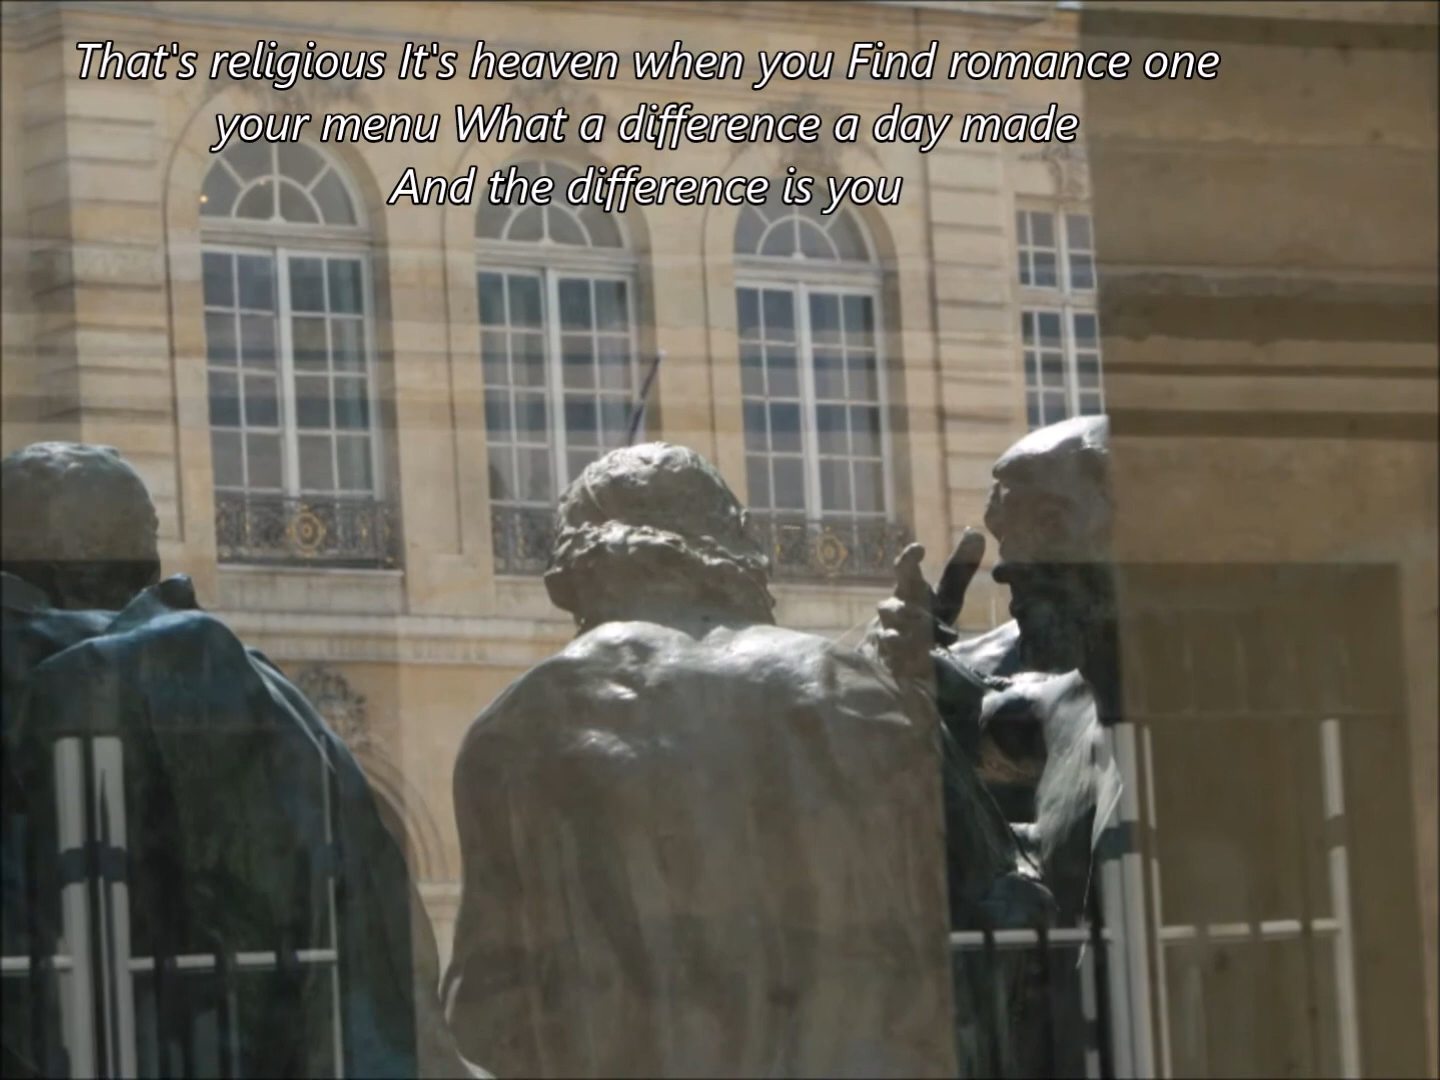 That's religious It's heaven when you Find romance one
your menu What a difference a day made
And the difference is you